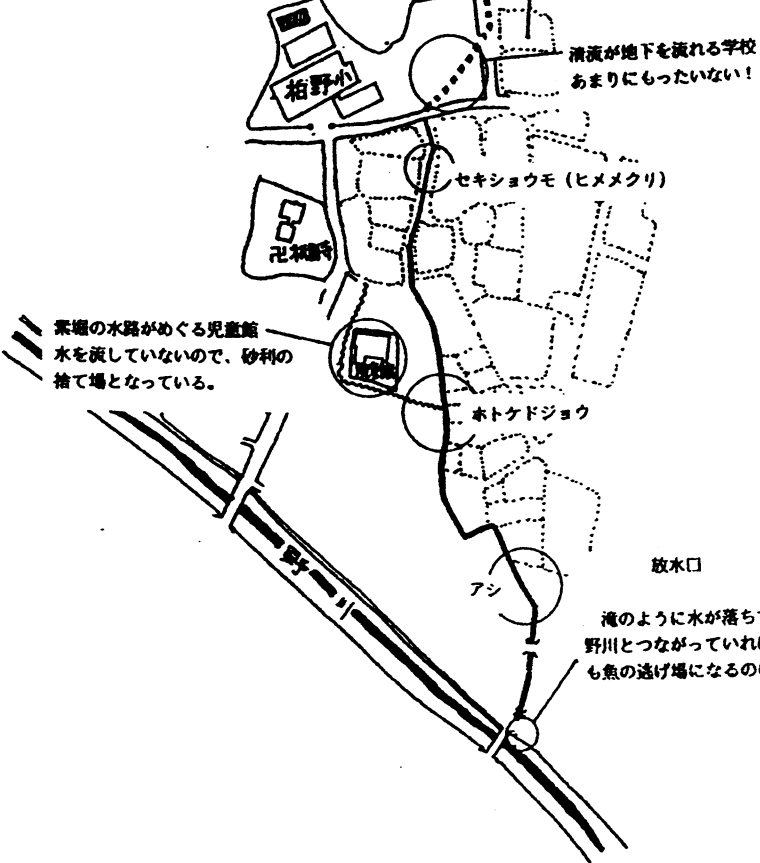 柏野小
清流が地下を流れる学校
あまりにもったいない！
セキショウモ（ヒメメクリ）
素堀の水路がめぐる児童館
水を流していないので、砂利の
捨て場となっている。
ホトケドジョウ
野川
アシ
放水口
滝のように水が落ち
野川とつながっていれ
も魚の逃げ場になるの